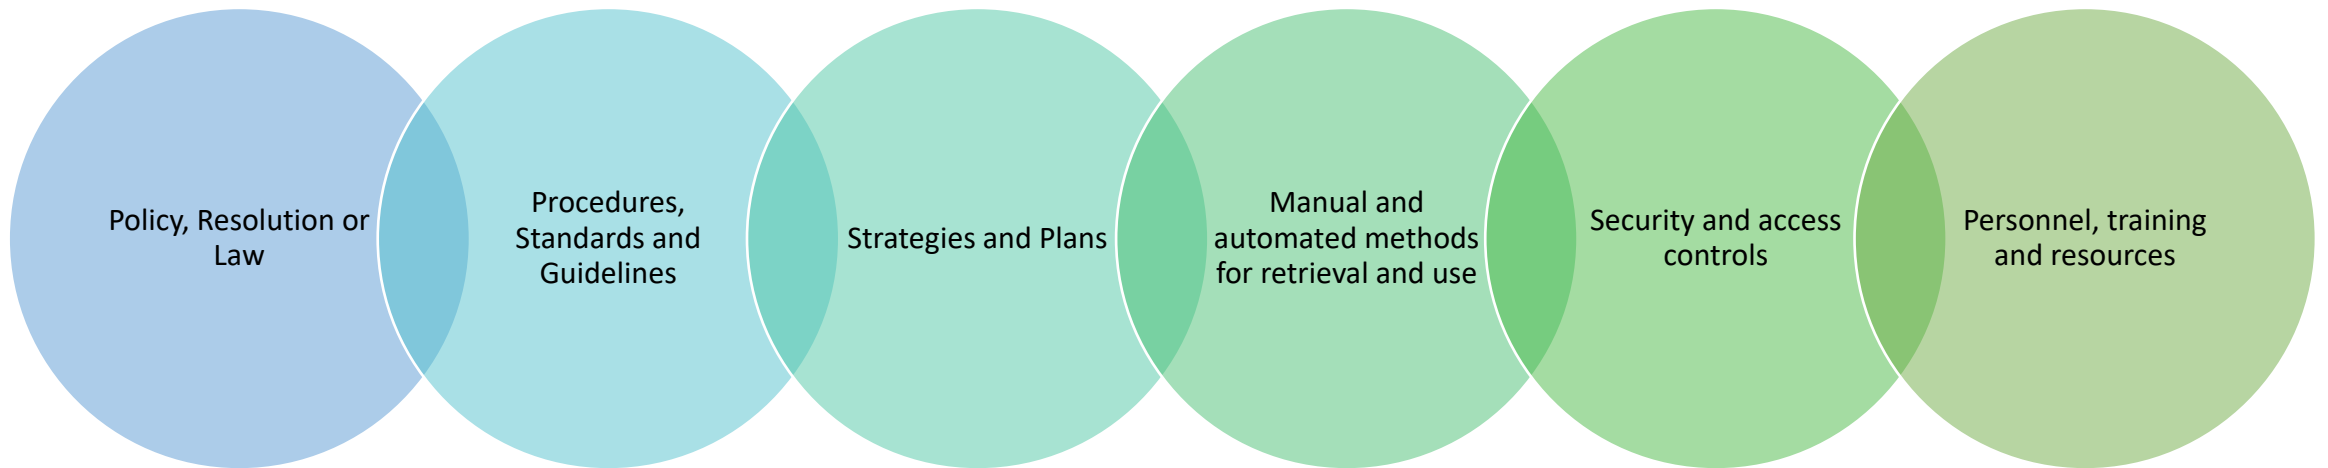 Policy, Resolution or
Law
Procedures,
Standards and
Guidelines
Strategies and Plans
Manual and
automated methods
for retrieval and use
Security and access
controls
Personnel, training
and resources